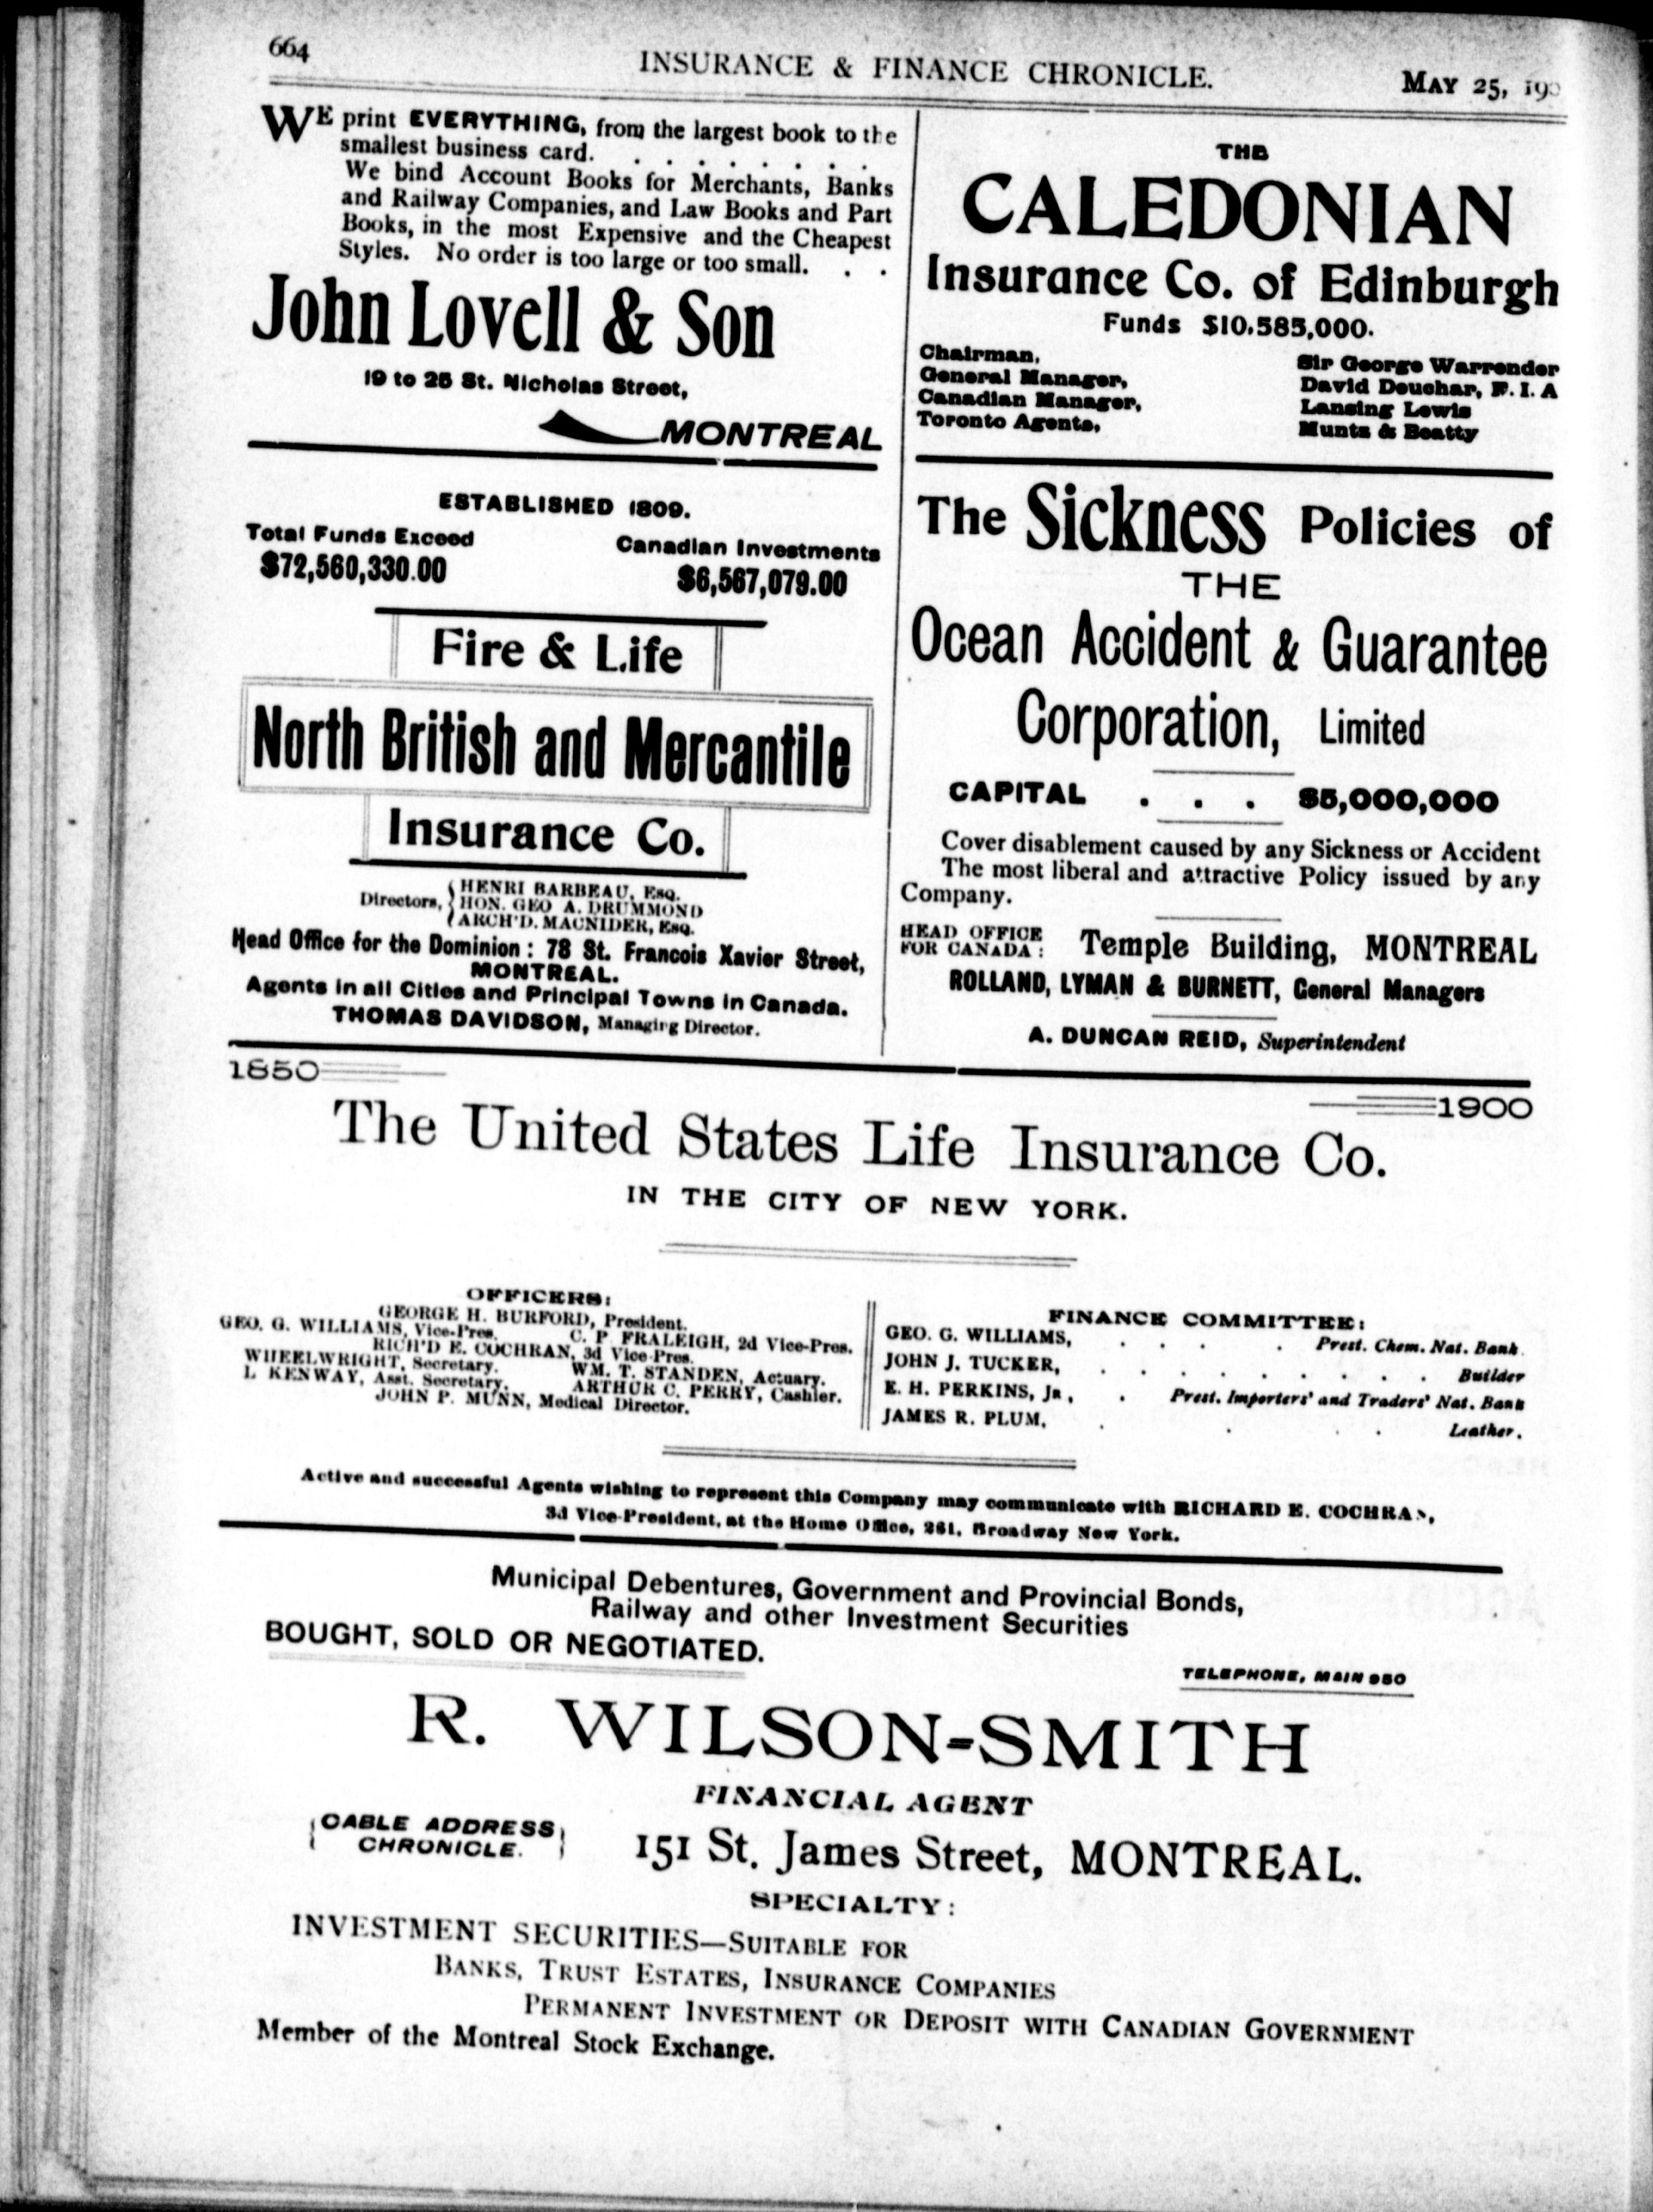 664
INSURANCE & FINANCE CHRONICLE.
MAY 25, 190
WE print EVERYTHING, from the largest book to the
smallest business card. . . . . . . . .
We bind Account Books for Merchants, Banks
and Railway Companies, and Law Books and Part
Books, in the most Expensive and the Cheapest
Styles. No order is too large or too small. . .
John Lovell & Son
19 to 25 St. Nicholas Street,
MONTREAL
ESTABLISHED 1809.
Total Funds Exceed
Canadian Investments
$72,560,330.00
$6,567,079.00
Fire & Life
North British and Mercantile
Insurance Co.
Directors,
HENRI BARBEAU, ESQ.
HON. GEO A. DRUMMOND
ARCH'D. MACNIDER, ESQ.
Head Office for the Dominion : 78 St. Francois Xavier Street,
MONTREAL.
Agents in all Cities and Principal Towns in Canada.
THOMAS DAVIDSON, Managing Director.
THE
CALEDONIAN
Insurance Co. of Edinburgh
Funds $10,585,000.
Chairman, Sir George Warrender
General Manager, David Deuchar, F. I. A
Canadian Manager, Lansing Lewis
Toronto Agents, Muntz & Beatty
The Sickness Policies of
THE
Ocean Accident & Guarantee
Corporation, Limited
CAPITAL . . . $5,000,000
Cover disablement caused by any Sickness or Accident
The most liberal and attractive Policy issued by any
Company.
HEAD OFFICE
FOR CANADA :
Temple Building, MONTREAL
ROLLAND, LYMAN & BURNETT, General Managers
A. DUNCAN REID, Superintendent
1850
1900
The United States Life Insurance Co.
IN THE CITY OF NEW YORK.
OFFICERS:
GEORGE H. BURFORD, President.
GEO. G. WILLIAMS, Vice-Pres. C. P. FRALEIGH, 2d Vice-Pres.
RICH'D E. COCHRAN, 3d Vice-Pres.
WHEELWRIGHT, Secretary. WM. T. STANDEN, Actuary.
L KENWAY, Asst. Secretary. ARTHUR C. PERRY, Cashier.
JOHN P. MUNN, Medical Director.
FINANCE COMMITTEE:
GEO. G. WILLIAMS, . . . . Prest. Chem. Nat. Bank.
JOHN J. TUCKER, . . . . . . . . . Builder
E. H. PERKINS, JR., . Prest. Importers' and Traders' Nat. Bank
JAMES R. PLUM, . . . . Leather.
Active and successful Agents wishing to represent this Company may communicate with RICHARD E. COCHRAN,
3d Vice-President, at the Home Office, 261, Broadway New York.
Municipal Debentures, Government and Provincial Bonds,
Railway and other Investment Securities
BOUGHT, SOLD OR NEGOTIATED.
TELEPHONE, MAIN 950
R. WILSON-SMITH
FINANCIAL AGENT
CABLE ADDRESS
CHRONICLE.
151 St. James Street, MONTREAL.
SPECIALTY:
INVESTMENT SECURITIES—SUITABLE FOR
BANKS, TRUST ESTATES, INSURANCE COMPANIES
PERMANENT INVESTMENT OR DEPOSIT WITH CANADIAN GOVERNMENT
Member of the Montreal Stock Exchange.